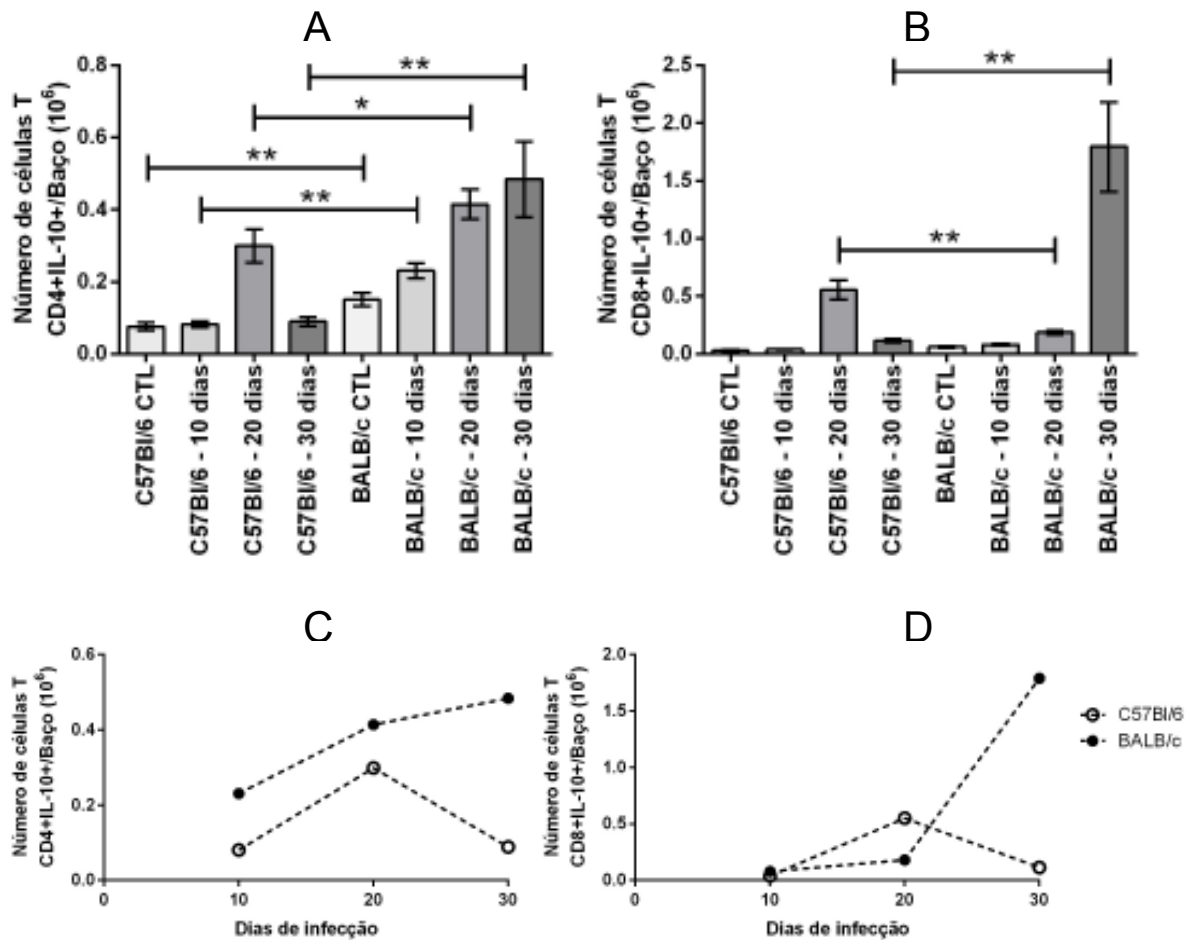 A
Número de células T
CD4+IL-10+/Baço (10⁶)
0.8
0.6
0.4
0.2
0.0
**
*
**
**
C57Bl/6 CTL
C57Bl/6 - 10 dias
C57Bl/6 - 20 dias
C57Bl/6 - 30 dias
BALB/c CTL
BALB/c - 10 dias
BALB/c - 20 dias
BALB/c - 30 dias
B
Número de células T
CD8+IL-10+/Baço (10⁶)
2.5
2.0
1.5
1.0
0.5
0.0
**
**
C57Bl/6 CTL
C57Bl/6 - 10 dias
C57Bl/6 - 20 dias
C57Bl/6 - 30 dias
BALB/c CTL
BALB/c - 10 dias
BALB/c - 20 dias
BALB/c - 30 dias
C
Número de células T
CD4+IL-10+/Baço (10⁶)
0.6
0.4
0.2
0.0
0 10 20 30
Dias de infecção
D
Número de células T
CD8+IL-10+/Baço (10⁶)
2.0
1.5
1.0
0.5
0.0
0 10 20 30
Dias de infecção
C57Bl/6
BALB/c